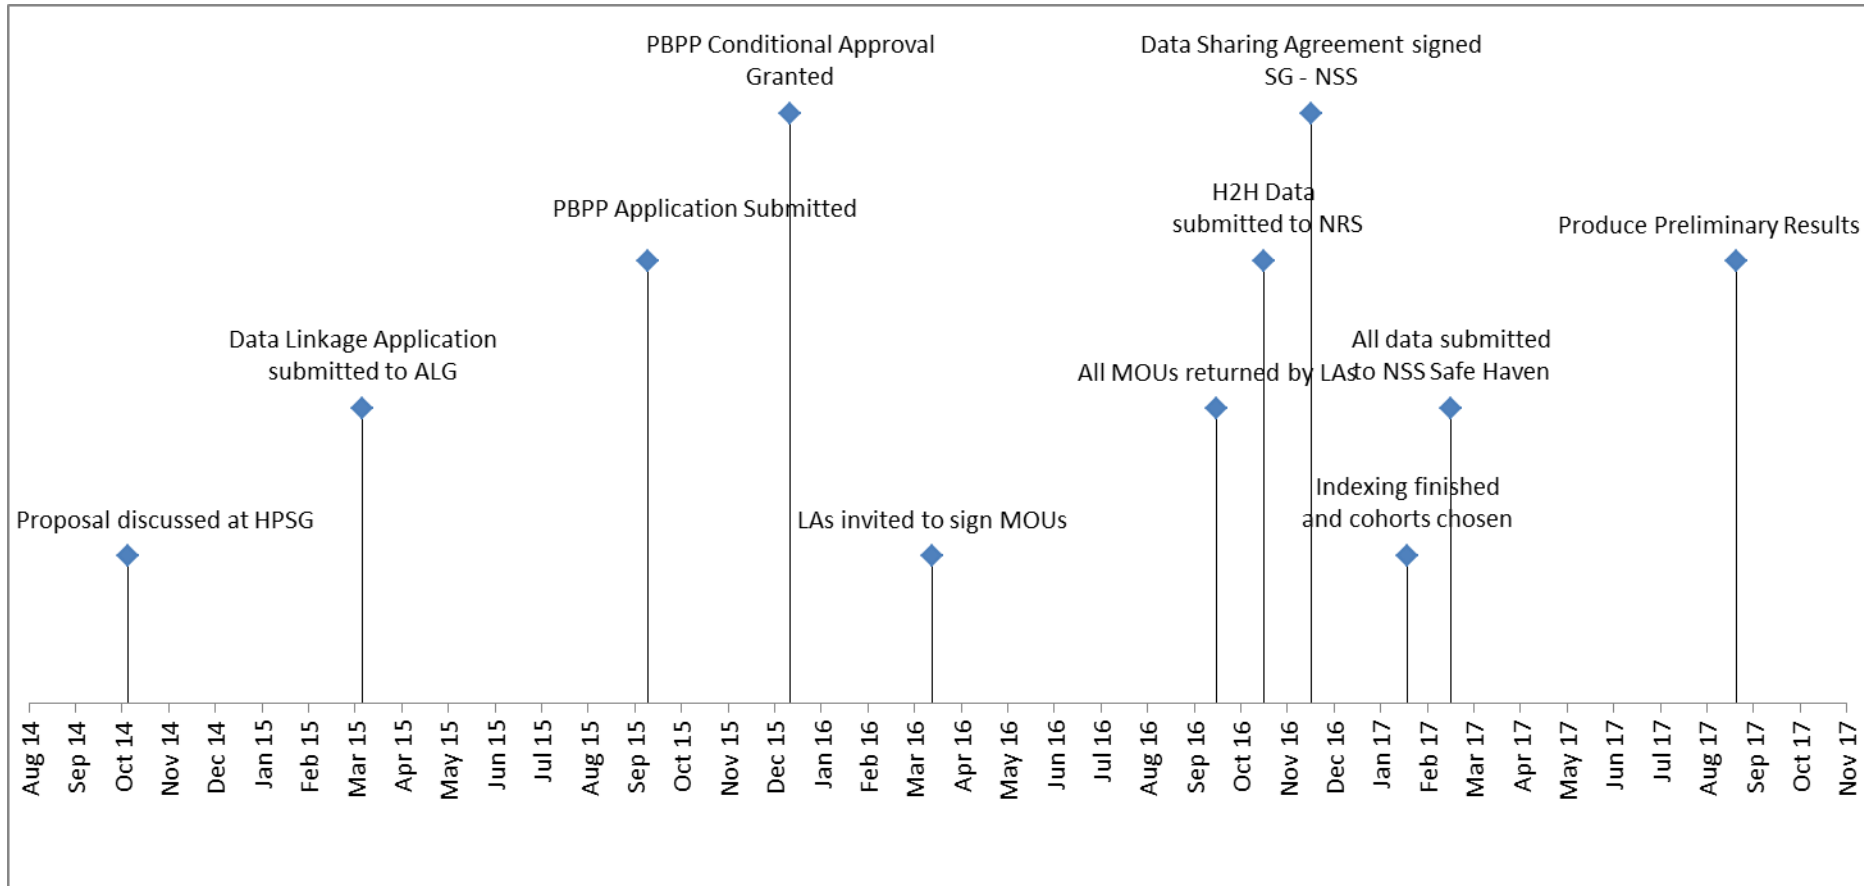 PBPP Conditional Approval
Granted
Data Sharing Agreement signed
SG - NSS
PBPP Application Submitted
H2H Data
submitted to NRS
Produce Preliminary Results
Data Linkage Application
submitted to ALG
All MOUs returned by LAs
All data submitted
to NSS Safe Haven
Proposal discussed at HPSG
LAs invited to sign MOUs
Indexing finished
and cohorts chosen
Aug 14
Sep 14
Oct 14
Nov 14
Dec 14
Jan 15
Feb 15
Mar 15
Apr 15
May 15
Jun 15
Jul 15
Aug 15
Sep 15
Oct 15
Nov 15
Dec 15
Jan 16
Feb 16
Mar 16
Apr 16
May 16
Jun 16
Jul 16
Aug 16
Sep 16
Oct 16
Nov 16
Dec 16
Jan 17
Feb 17
Mar 17
Apr 17
May 17
Jun 17
Jul 17
Aug 17
Sep 17
Oct 17
Nov 17